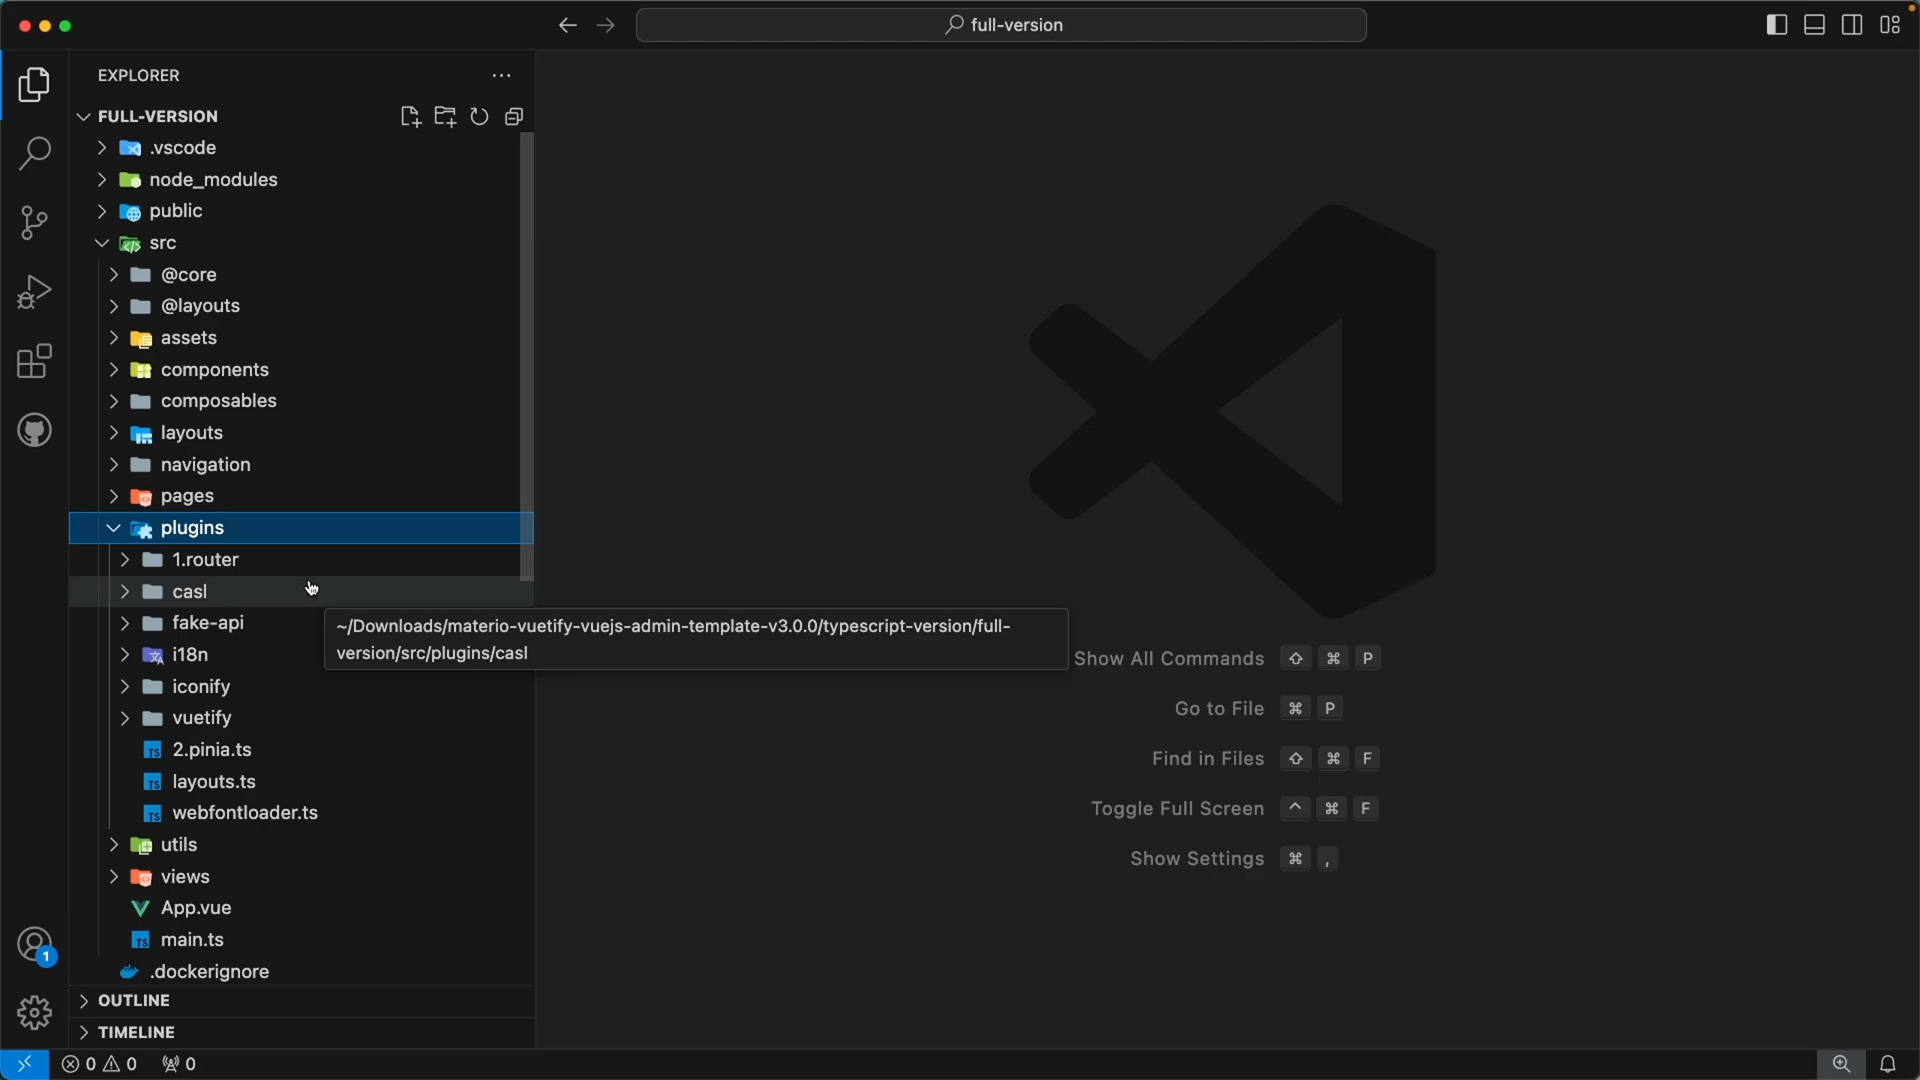 full-version
EXPLORER
FULL-VERSION
.vscode
node_modules
public
src
@core
@layouts
assets
components
composables
layouts
navigation
pages
plugins
1.router
casl
fake-api
~/Downloads/materio-vuetify-vuejs-admin-template-v3.0.0/typescript-version/full-
version/src/plugins/casl
i18n
iconify
vuetify
2.pinia.ts
layouts.ts
webfontloader.ts
utils
views
App.vue
main.ts
.dockerignore
OUTLINE
TIMELINE
Show All Commands ⇧ ⌘ P
Go to File ⌘ P
Find in Files ⇧ ⌘ F
Toggle Full Screen ^ ⌘ F
Show Settings ⌘ ,
1
0 0 0